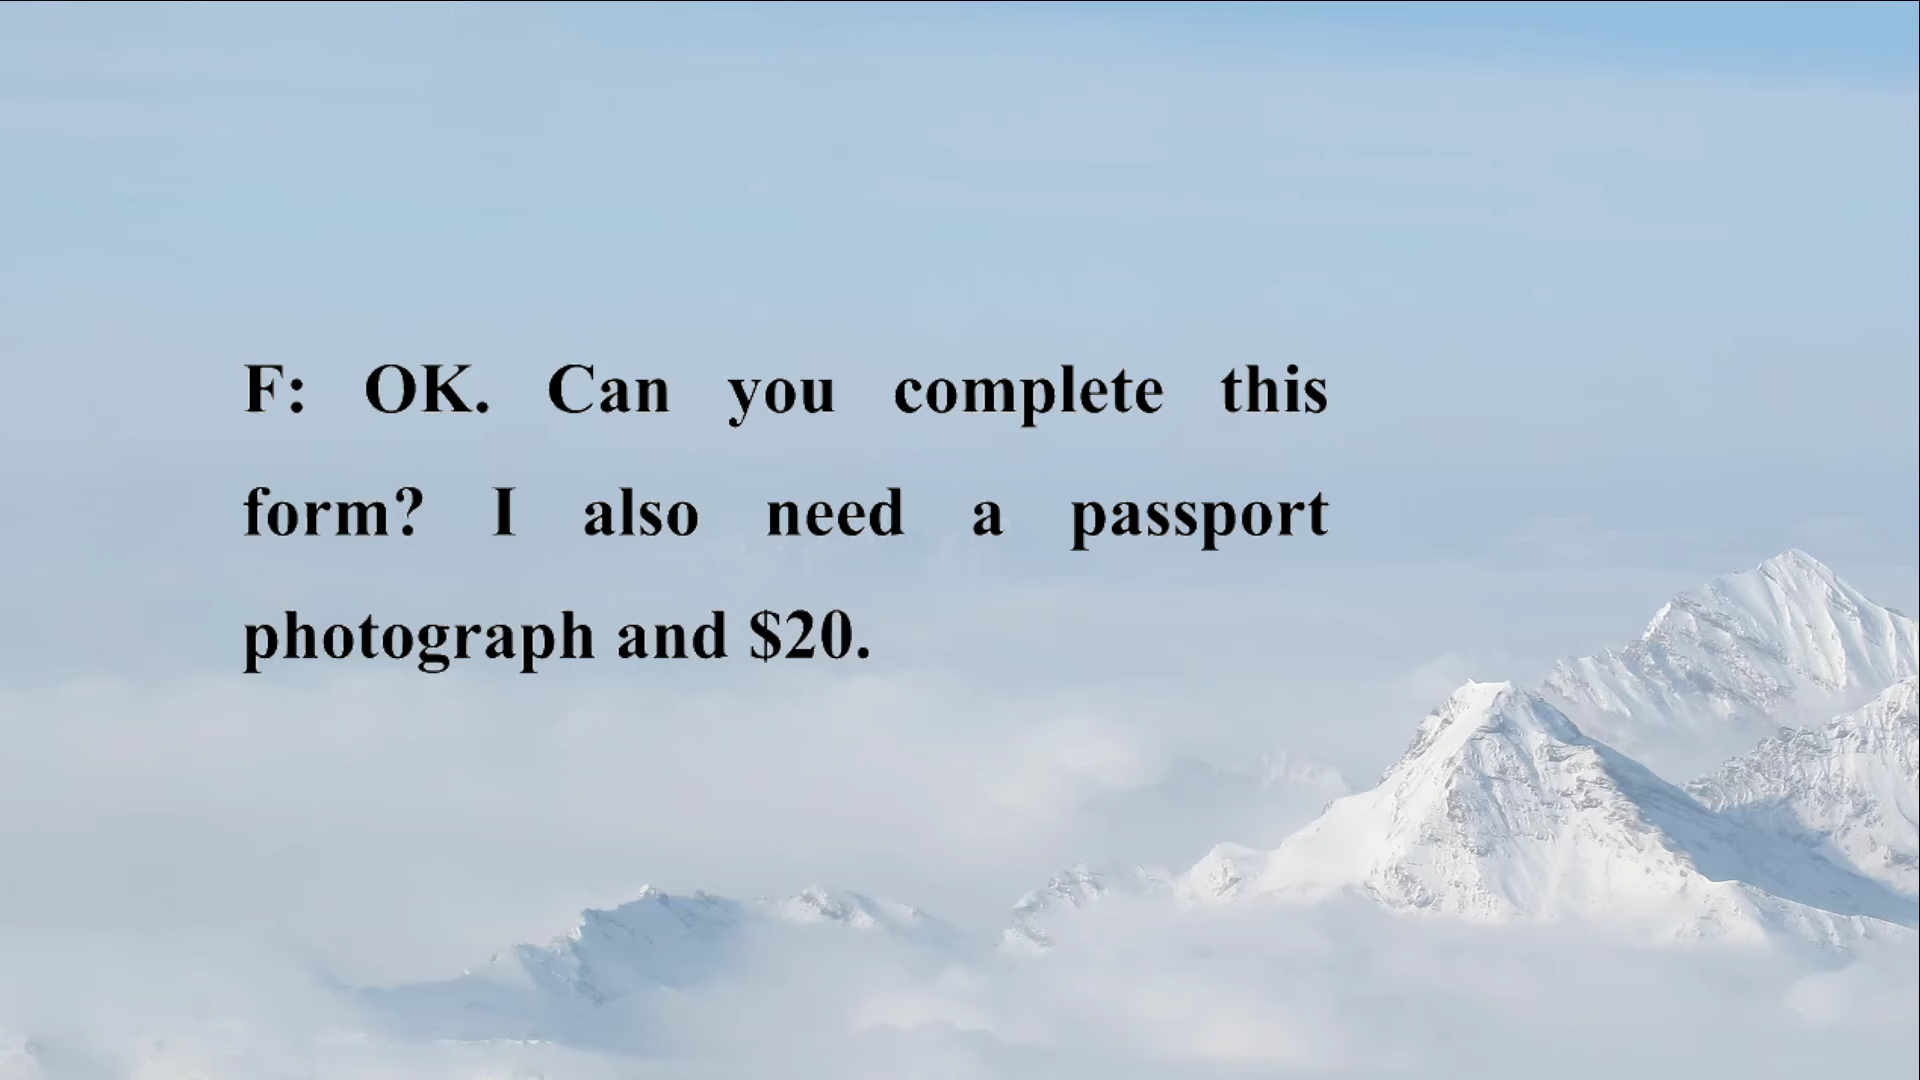 F: OK. Can you complete this
form? I also need a passport
photograph and $20.